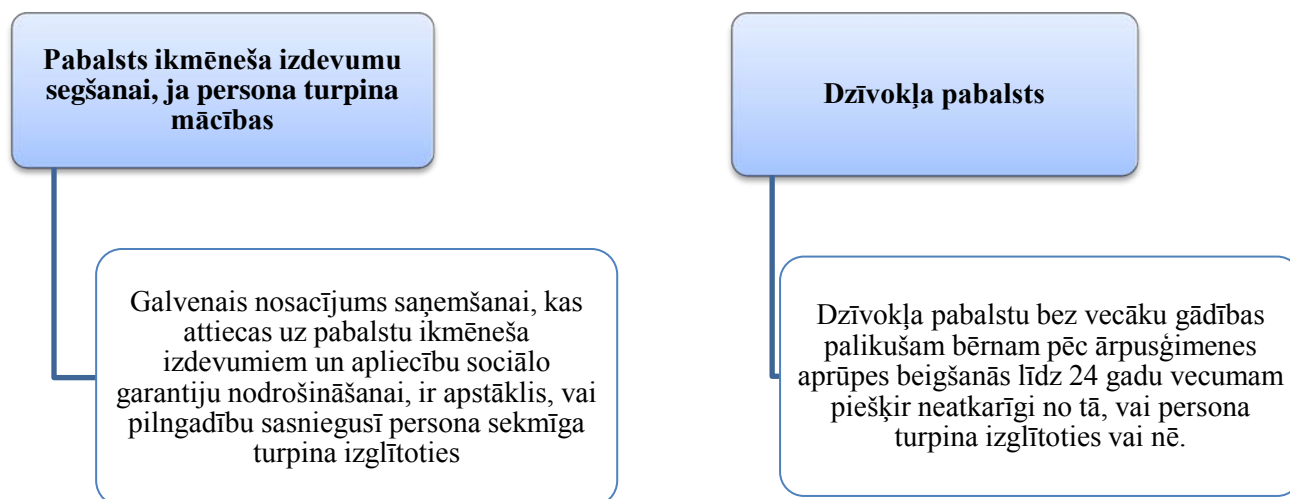 Pabalsts ikmēneša izdevumu
segšanai, ja persona turpina
mācības
Galvenais nosacījums saņemšanai, kas
attiecas uz pabalstu ikmēneša
izdevumiem un apliecību sociālo
garantiju nodrošināšanai, ir apstāklis, vai
pilngadību sasniegusī persona sekmīga
turpina izglītoties
Dzīvokļa pabalsts
Dzīvokļa pabalstu bez vecāku gādības
palikušam bērnam pēc ārpusģimenes
aprūpes beigšanās līdz 24 gadu vecumam
piešķir neatkarīgi no tā, vai persona
turpina izglītoties vai nē.